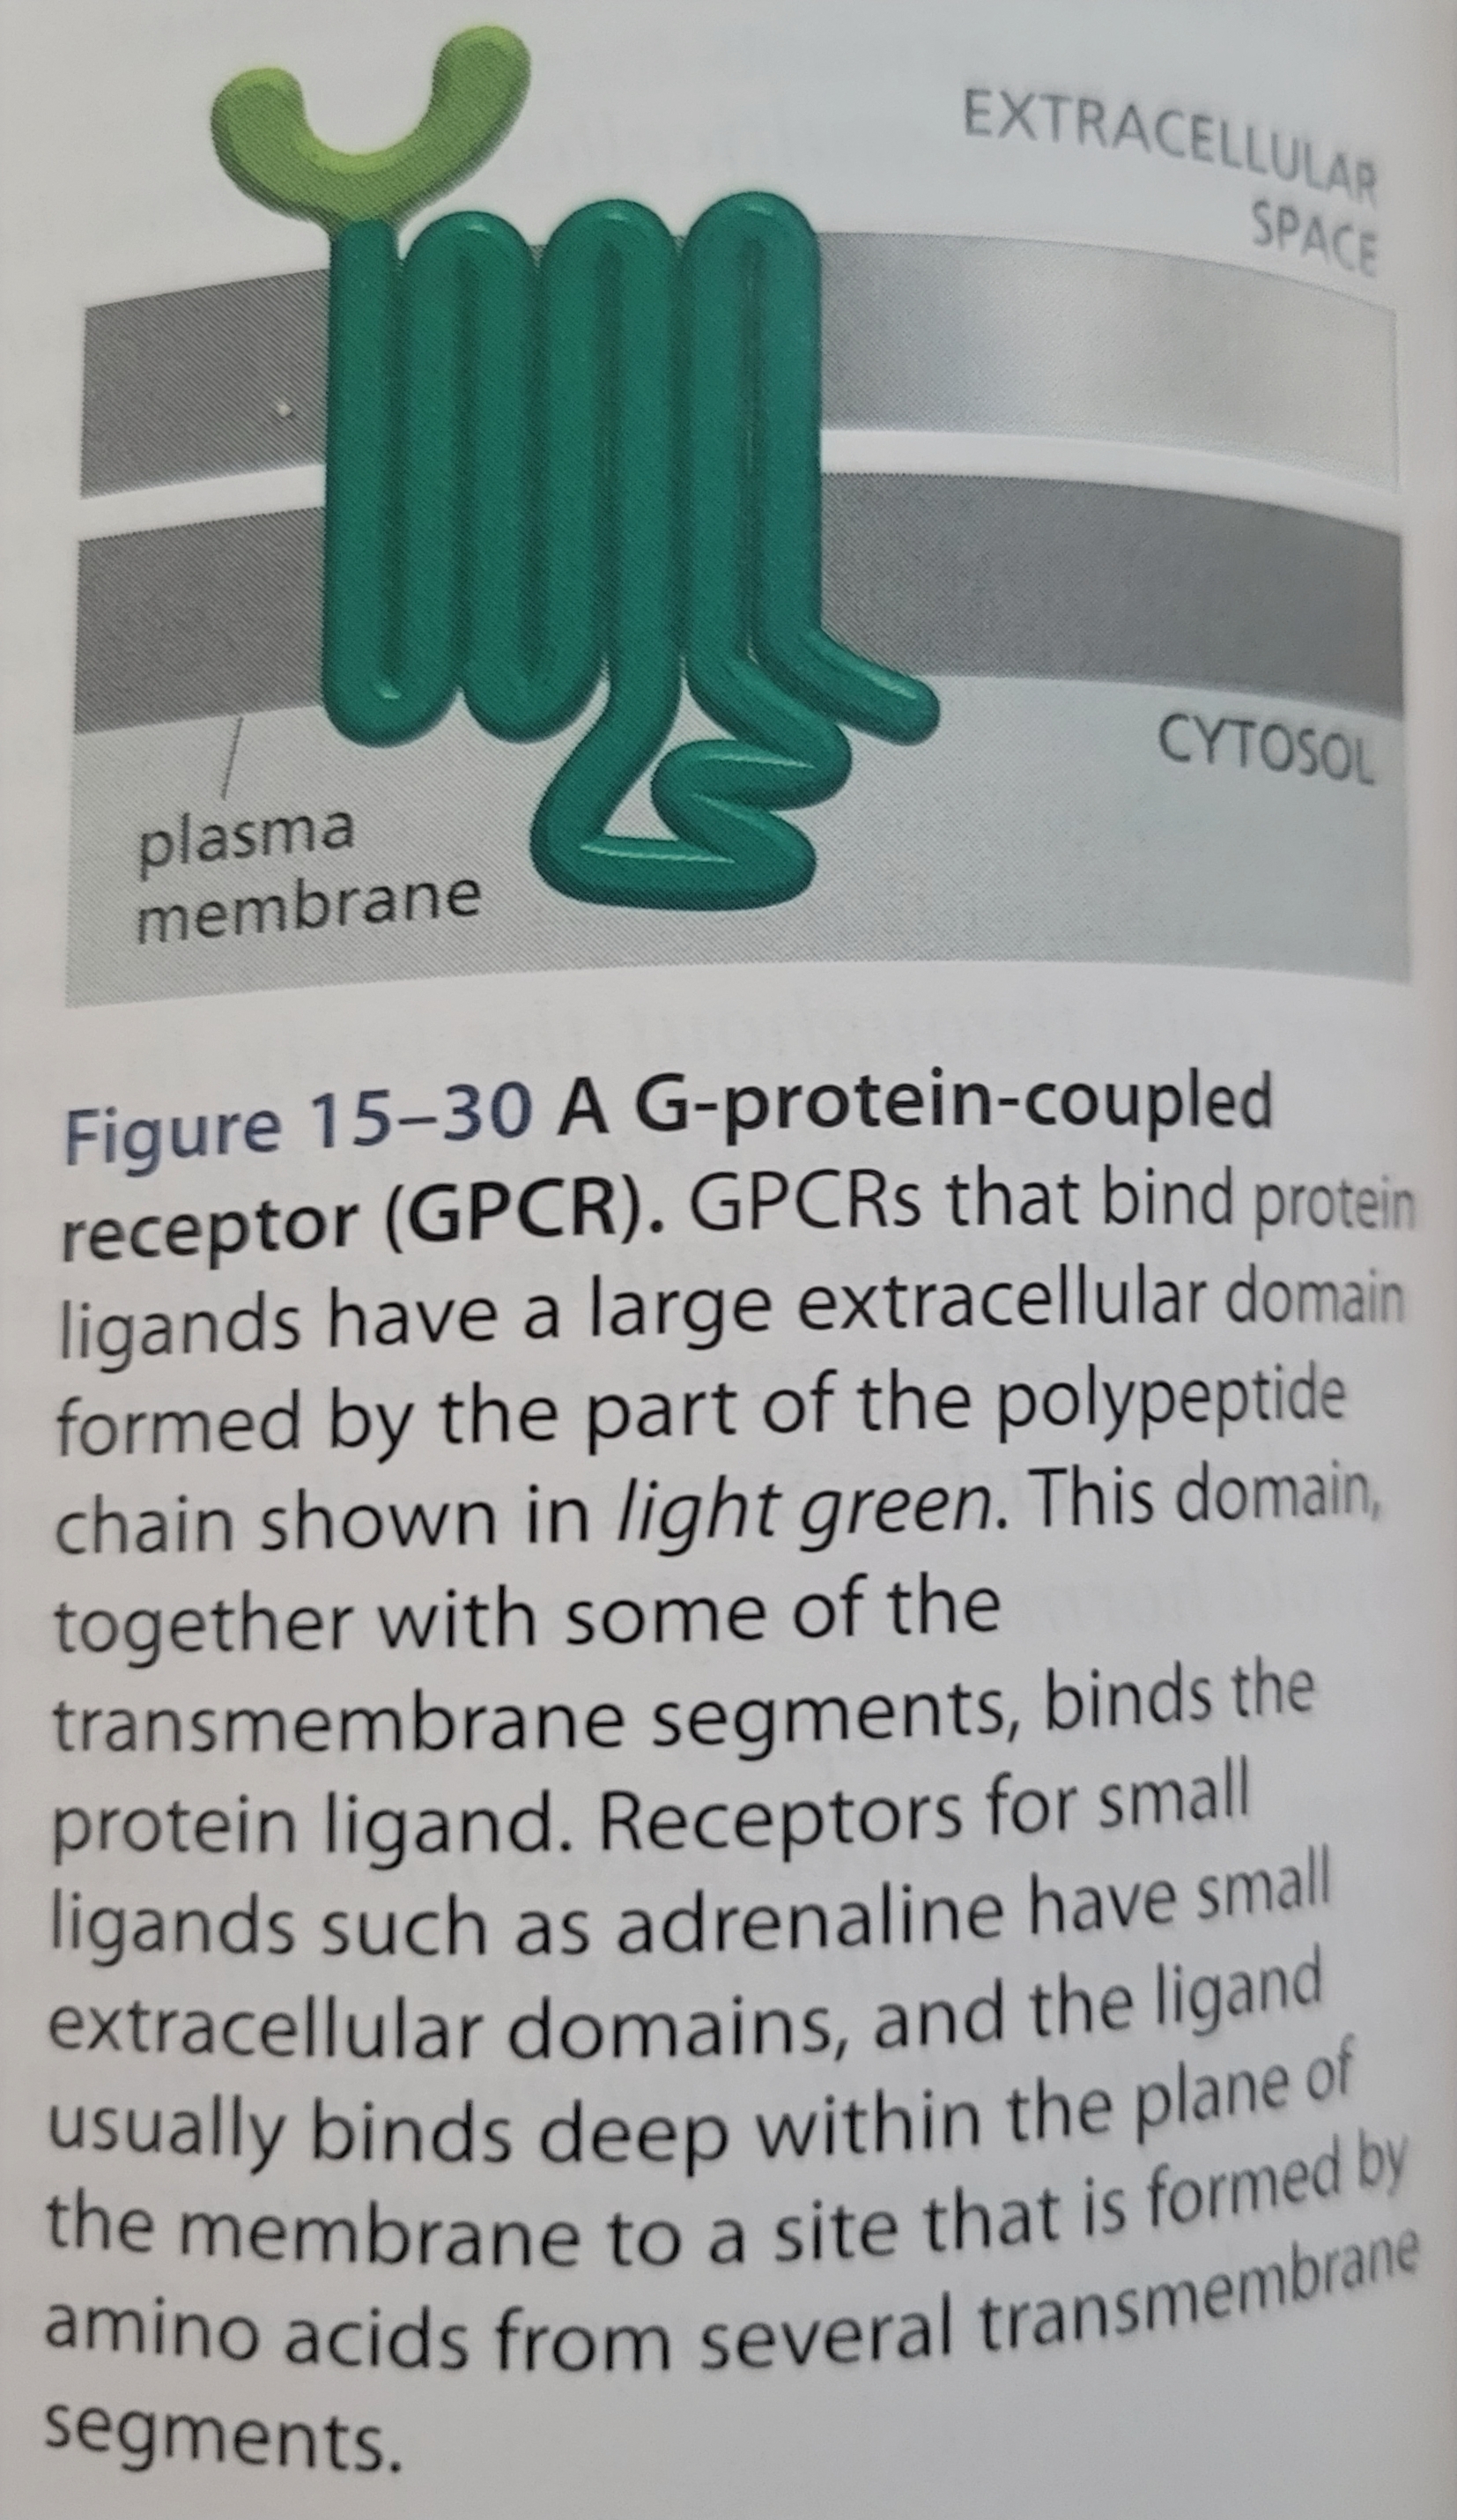 EXTRACELLULAR
SPACE
CYTOSOL
plasma
membrane
Figure 15–30 A G-protein-coupled
receptor (GPCR). GPCRs that bind protein
ligands have a large extracellular domain
formed by the part of the polypeptide
chain shown in light green. This domain,
together with some of the
transmembrane segments, binds the
protein ligand. Receptors for small
ligands such as adrenaline have small
extracellular domains, and the ligand
usually binds deep within the plane of
the membrane to a site that is formed by
amino acids from several transmembrane
segments.